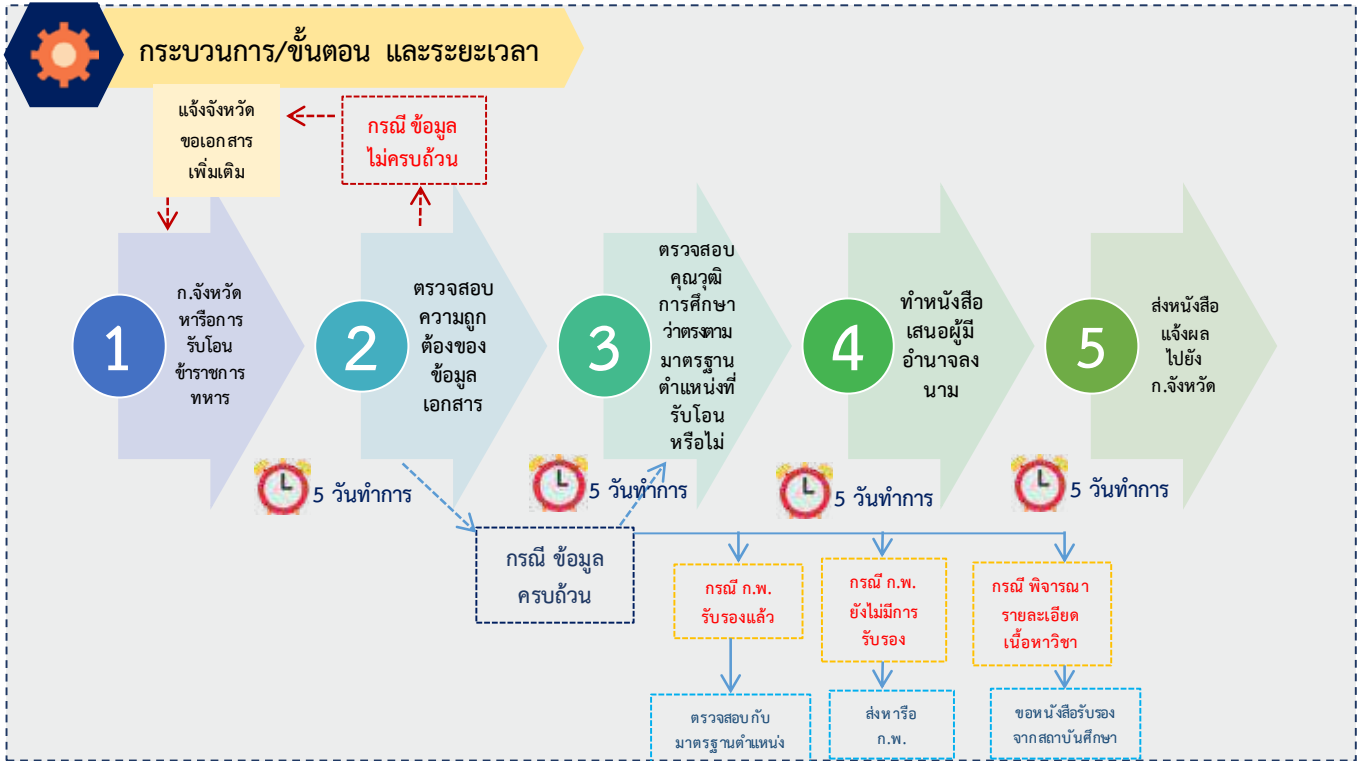 กระบวนการ/ขั้นตอน และระยะเวลา
แจ้งจังหวัด
ขอเอกสาร
เพิ่มเติม
กรณี ข้อมูล
ไม่ครบถ้วน
1
ก.จังหวัด
หารือการ
รับโอน
ข้าราชการ
ทหาร
2
ตรวจสอบ
ความถูก
ต้องของ
ข้อมูล
เอกสาร
3
ตรวจสอบ
คุณวุฒิ
การศึกษา
ว่าตรงตาม
มาตรฐาน
ตำแหน่งที่
รับโอน
หรือไม่
4
ทำหนังสือ
เสนอผู้มี
อำนาจลง
นาม
5
ส่งหนังสือ
แจ้งผล
ไปยัง
ก.จังหวัด
5 วันทำการ
5 วันทำการ
5 วันทำการ
5 วันทำการ
กรณี ข้อมูล
ครบถ้วน
กรณี ก.พ.
รับรองแล้ว
กรณี ก.พ.
ยังไม่มีการ
รับรอง
กรณี พิจารณา
รายละเอียด
เนื้อหาวิชา
ตรวจสอบกับ
มาตรฐานตำแหน่ง
ส่งหารือ
ก.พ.
ขอหนังสือรับรอง
จากสถาบันศึกษา